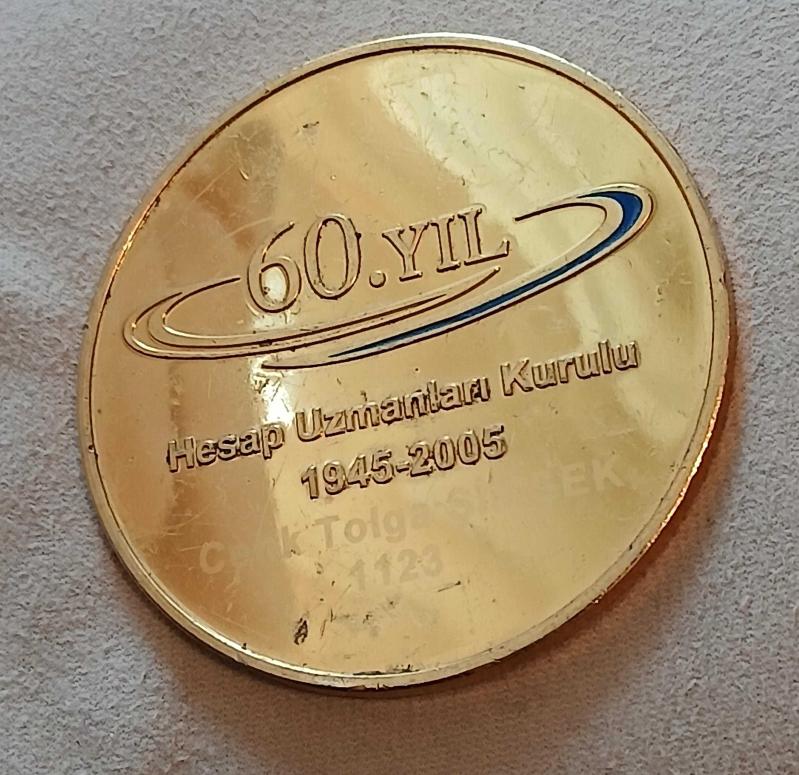 60.YIL
Hesap Uzmanları Kurulu
1945-2005
Tolga
1123